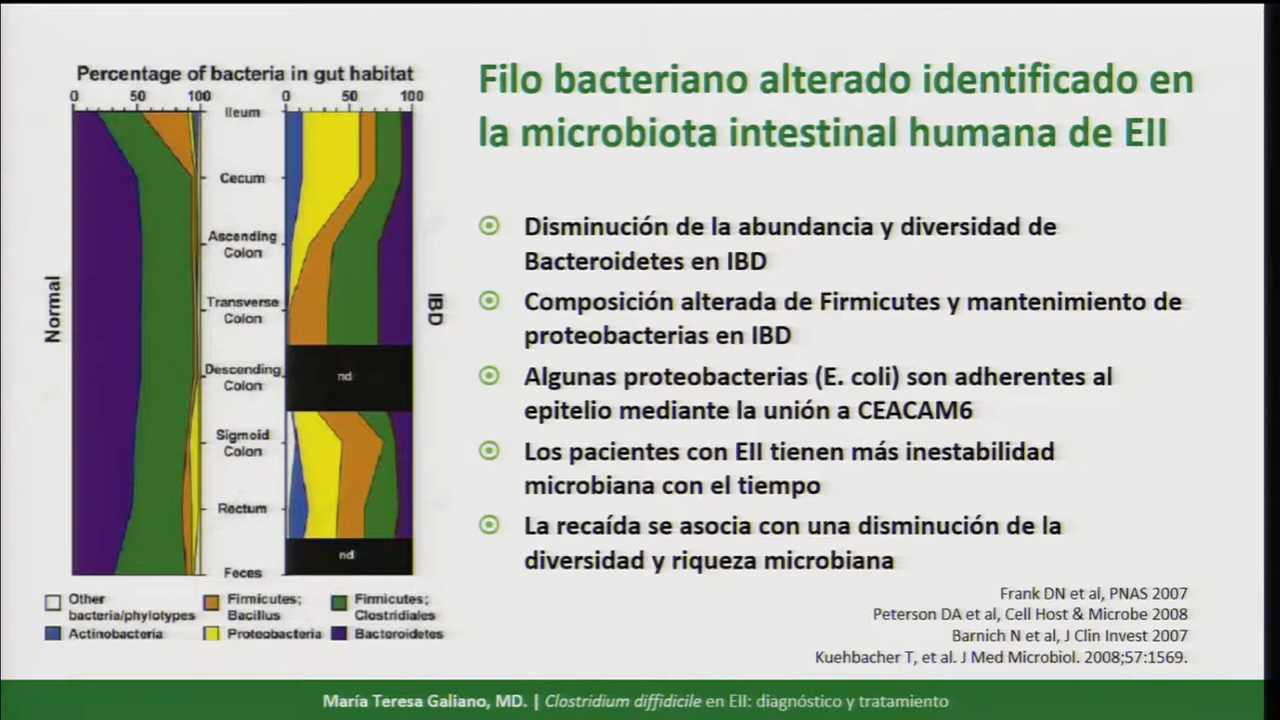 Percentage of bacteria in gut habitat
0 50 100 0 50 100
Ileum
Cecum
Ascending
Colon
Transverse
Colon
Descending
Colon
Sigmoid
Colon
Rectum
Feces
Normal
IBD
nd
nd
Other
bacteria/phylotypes
Firmicutes;
Bacillus
Firmicutes;
Clostridiales
Actinobacteria
Proteobacteria
Bacteroidetes
Filo bacteriano alterado identificado en
la microbiota intestinal humana de EII
Disminución de la abundancia y diversidad de
Bacteroidetes en IBD
Composición alterada de Firmicutes y mantenimiento de
proteobacterias en IBD
Algunas proteobacterias (E. coli) son adherentes al
epitelio mediante la unión a CEACAM6
Los pacientes con EII tienen más inestabilidad
microbiana con el tiempo
La recaída se asocia con una disminución de la
diversidad y riqueza microbiana
Frank DN et al, PNAS 2007
Peterson DA et al, Cell Host & Microbe 2008
Barnich N et al, J Clin Invest 2007
Kuehbacher T, et al. J Med Microbiol. 2008;57:1569.
María Teresa Galiano, MD. | Clostridium diffidicile en EII: diagnóstico y tratamiento